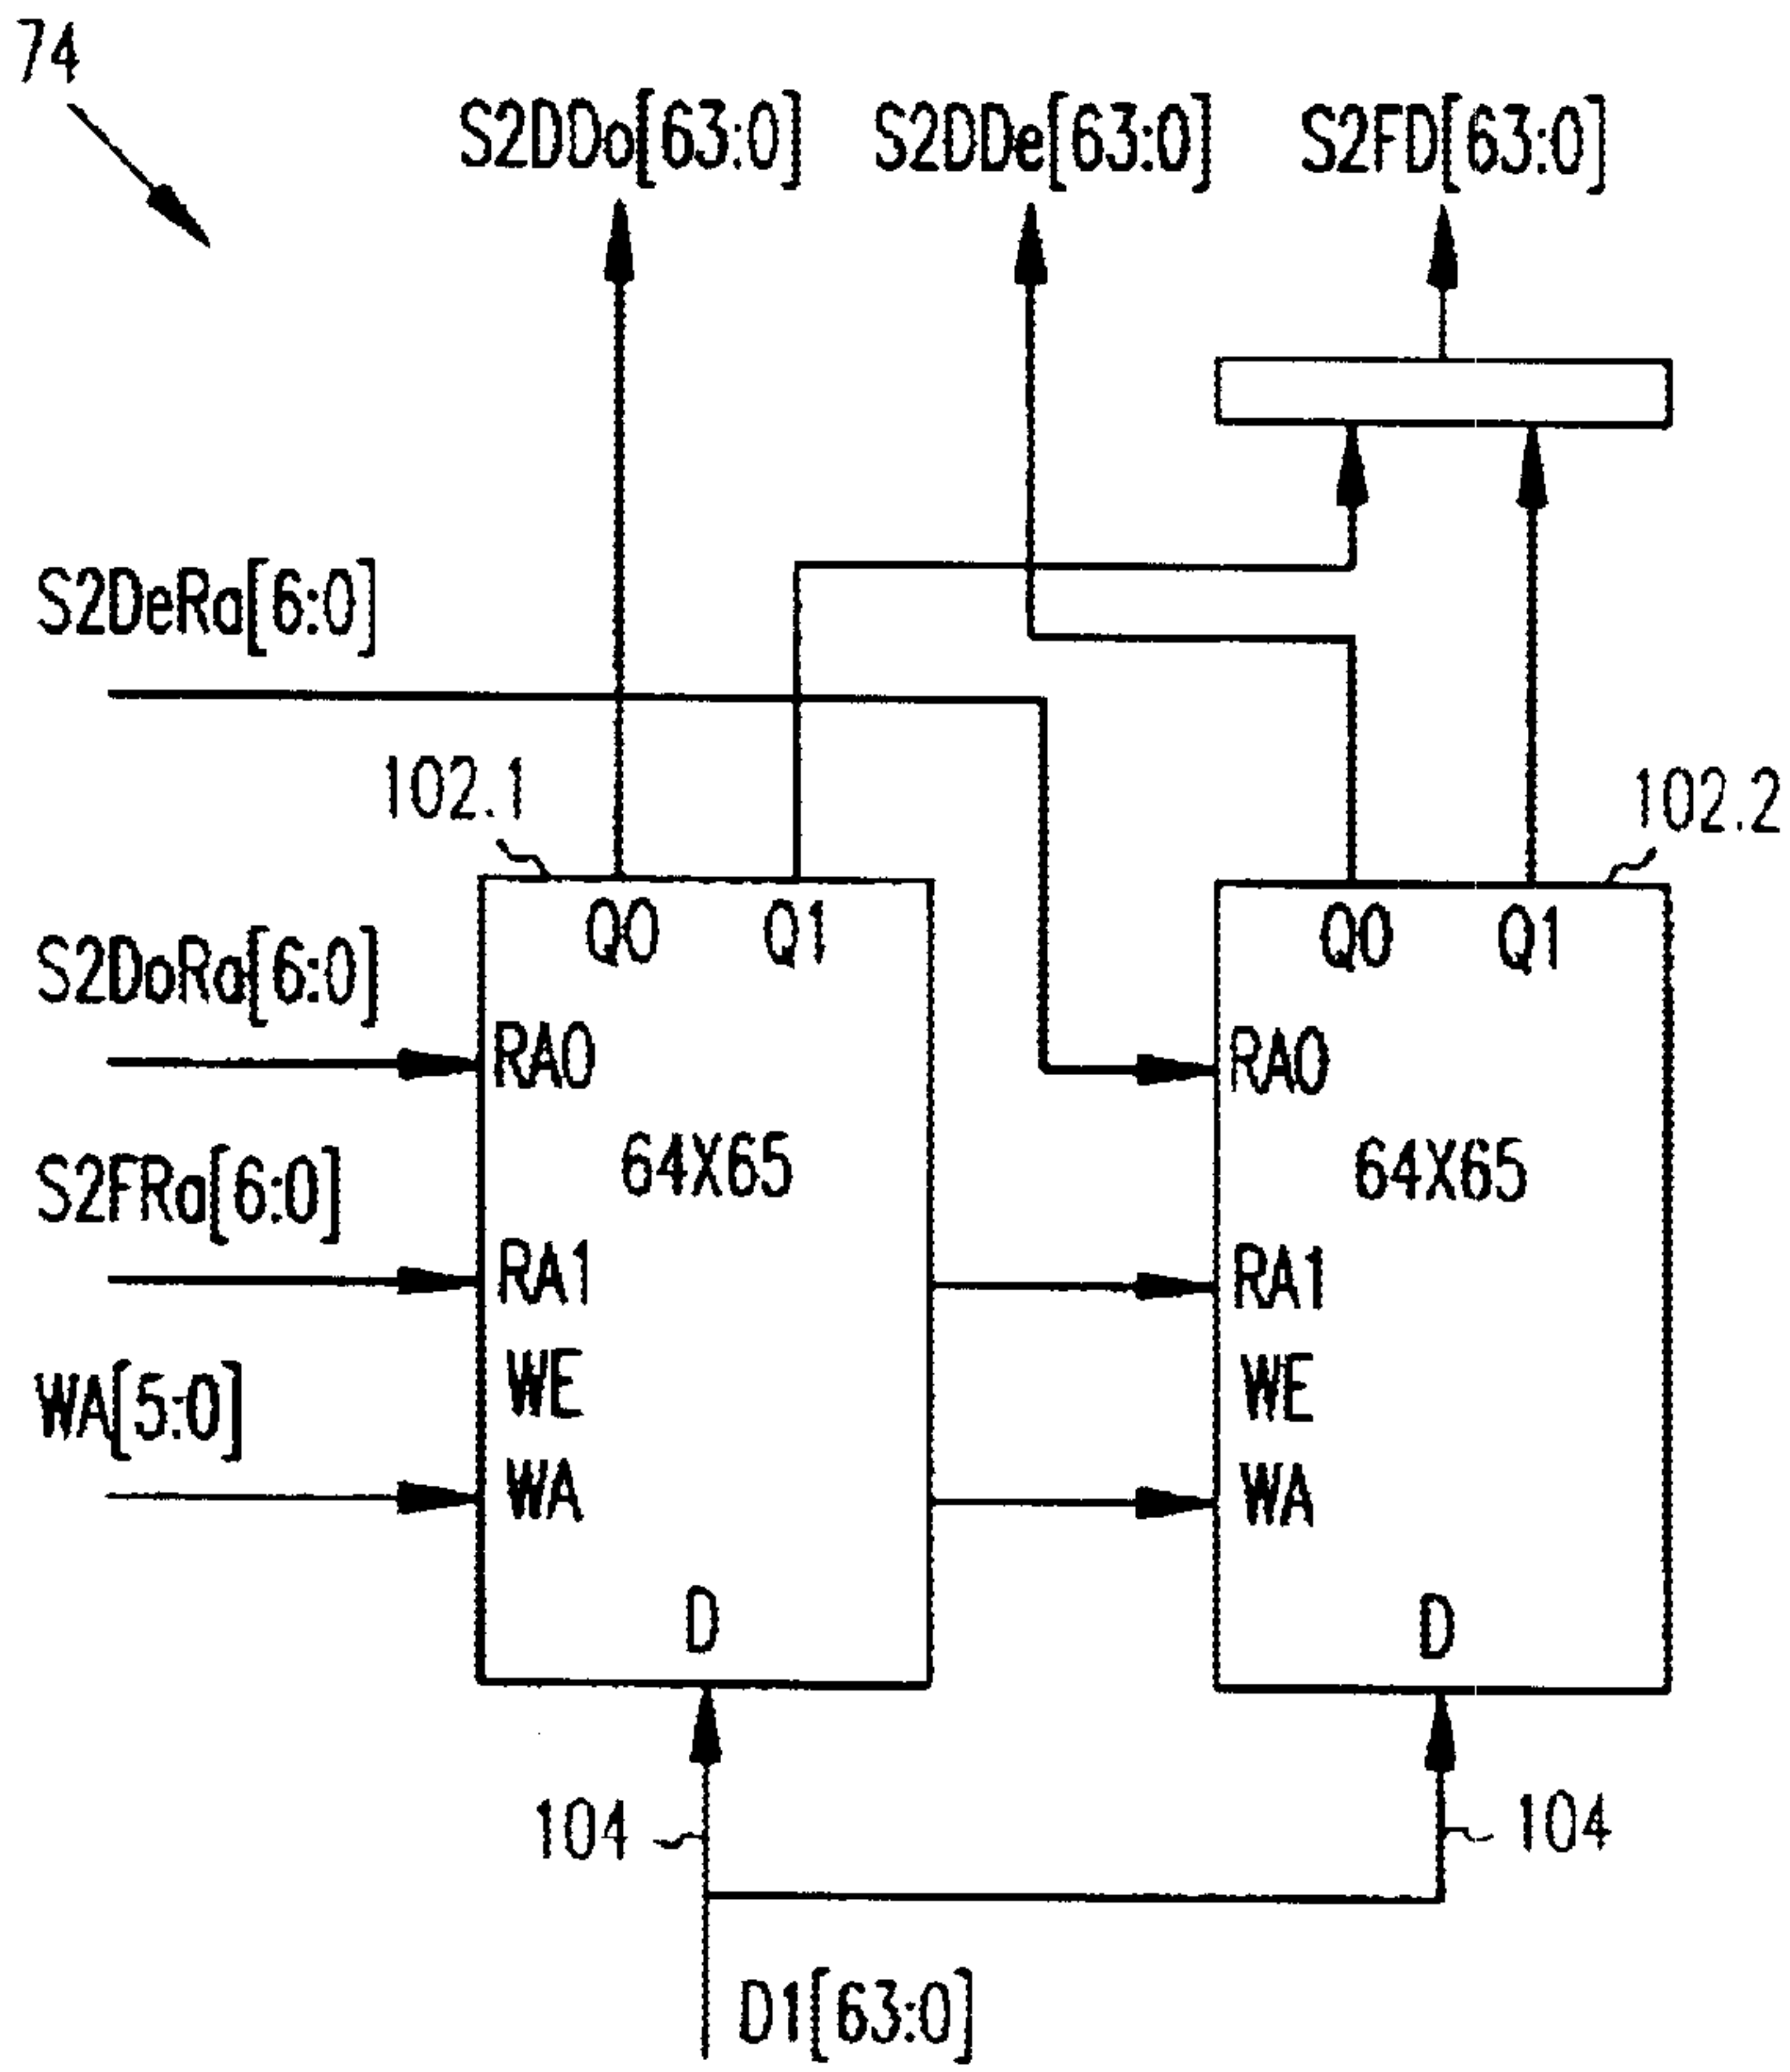 74
S2DDo[63:0] S2DDe[63:0] S2FD[63:0]
S2DeRa[6:0]
102.1
102.2
Q0 Q1
Q0 Q1
S2DoRa[6:0]
RA0
RA0
64X65
64X65
S2FRa[6:0]
RA1
RA1
WE
WE
WA[5:0]
WA
WA
D
D
104
104
D1[63:0]